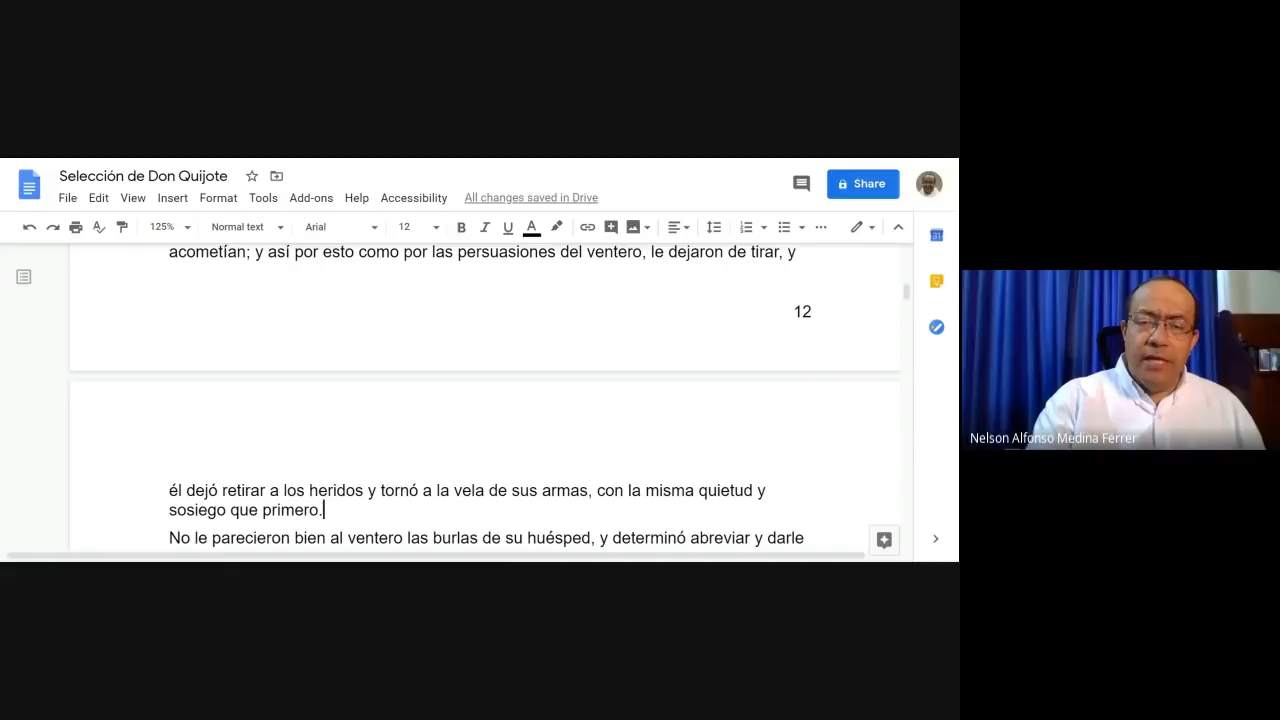 Selección de Don Quijote
File Edit View Insert Format Tools Add-ons Help Accessibility All changes saved in Drive
Share
125% Normal text Arial 12 B I U A
acometían; y así por esto como por las persuasiones del ventero, le dejaron de tirar, y
12
él dejó retirar a los heridos y tornó a la vela de sus armas, con la misma quietud y
sosiego que primero.
No le parecieron bien al ventero las burlas de su huésped, y determinó abreviar y darle
31
Nelson Alfonso Medina Ferrer